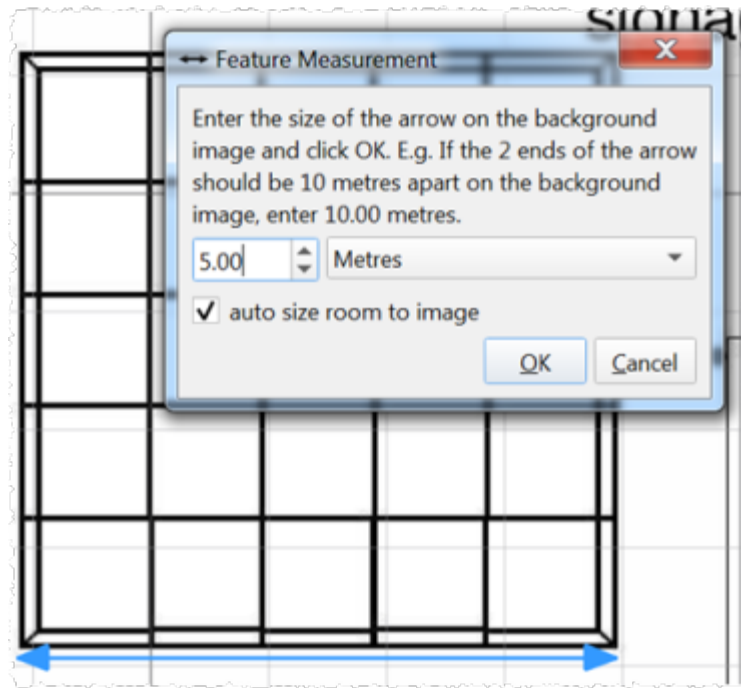 Feature Measurement
Enter the size of the arrow on the background
image and click OK. E.g. If the 2 ends of the arrow
should be 10 metres apart on the background
image, enter 10.00 metres.
5.00 Metres
auto size room to image
OK Cancel